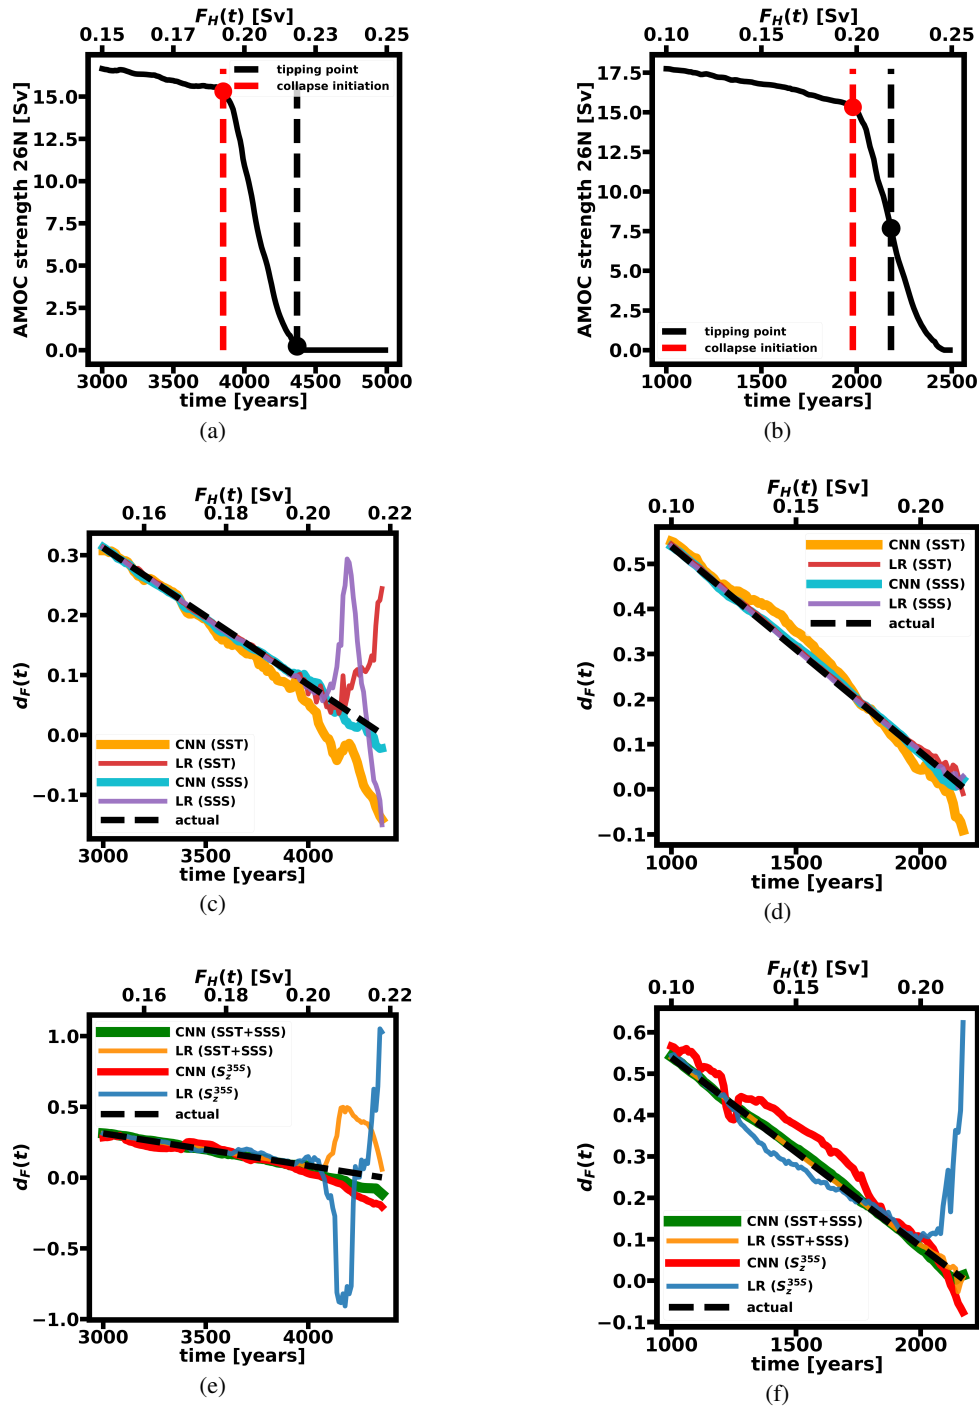 F_H(t) [Sv]
0.15 0.17 0.20 0.23 0.25
tipping point
collapse initiation
AMOC strength 26N [Sv]
15.0
12.5
10.0
7.5
5.0
2.5
0.0
3000 3500 4000 4500 5000
time [years]
(a)
F_H(t) [Sv]
0.10 0.15 0.20 0.25
AMOC strength 26N [Sv]
17.5
15.0
12.5
10.0
7.5
5.0
2.5
0.0
tipping point
collapse initiation
1000 1500 2000 2500
time [years]
(b)
F_H(t) [Sv]
0.16 0.18 0.20 0.22
d_F(t)
0.3
0.2
0.1
0.0
−0.1
CNN (SST)
LR (SST)
CNN (SSS)
LR (SSS)
actual
3000 3500 4000
time [years]
(c)
F_H(t) [Sv]
0.10 0.15 0.20
CNN (SST)
LR (SST)
CNN (SSS)
LR (SSS)
actual
d_F(t)
0.5
0.4
0.3
0.2
0.1
0.0
−0.1
1000 1500 2000
time [years]
(d)
F_H(t) [Sv]
0.16 0.18 0.20 0.22
CNN (SST+SSS)
LR (SST+SSS)
CNN (S_z^{35S})
LR (S_z^{35S})
actual
d_F(t)
1.0
0.5
0.0
−0.5
−1.0
3000 3500 4000
time [years]
(e)
F_H(t) [Sv]
0.10 0.15 0.20
d_F(t)
0.6
0.5
0.4
0.3
0.2
0.1
0.0
−0.1
CNN (SST+SSS)
LR (SST+SSS)
CNN (S_z^{35S})
LR (S_z^{35S})
actual
1000 1500 2000
time [years]
(f)